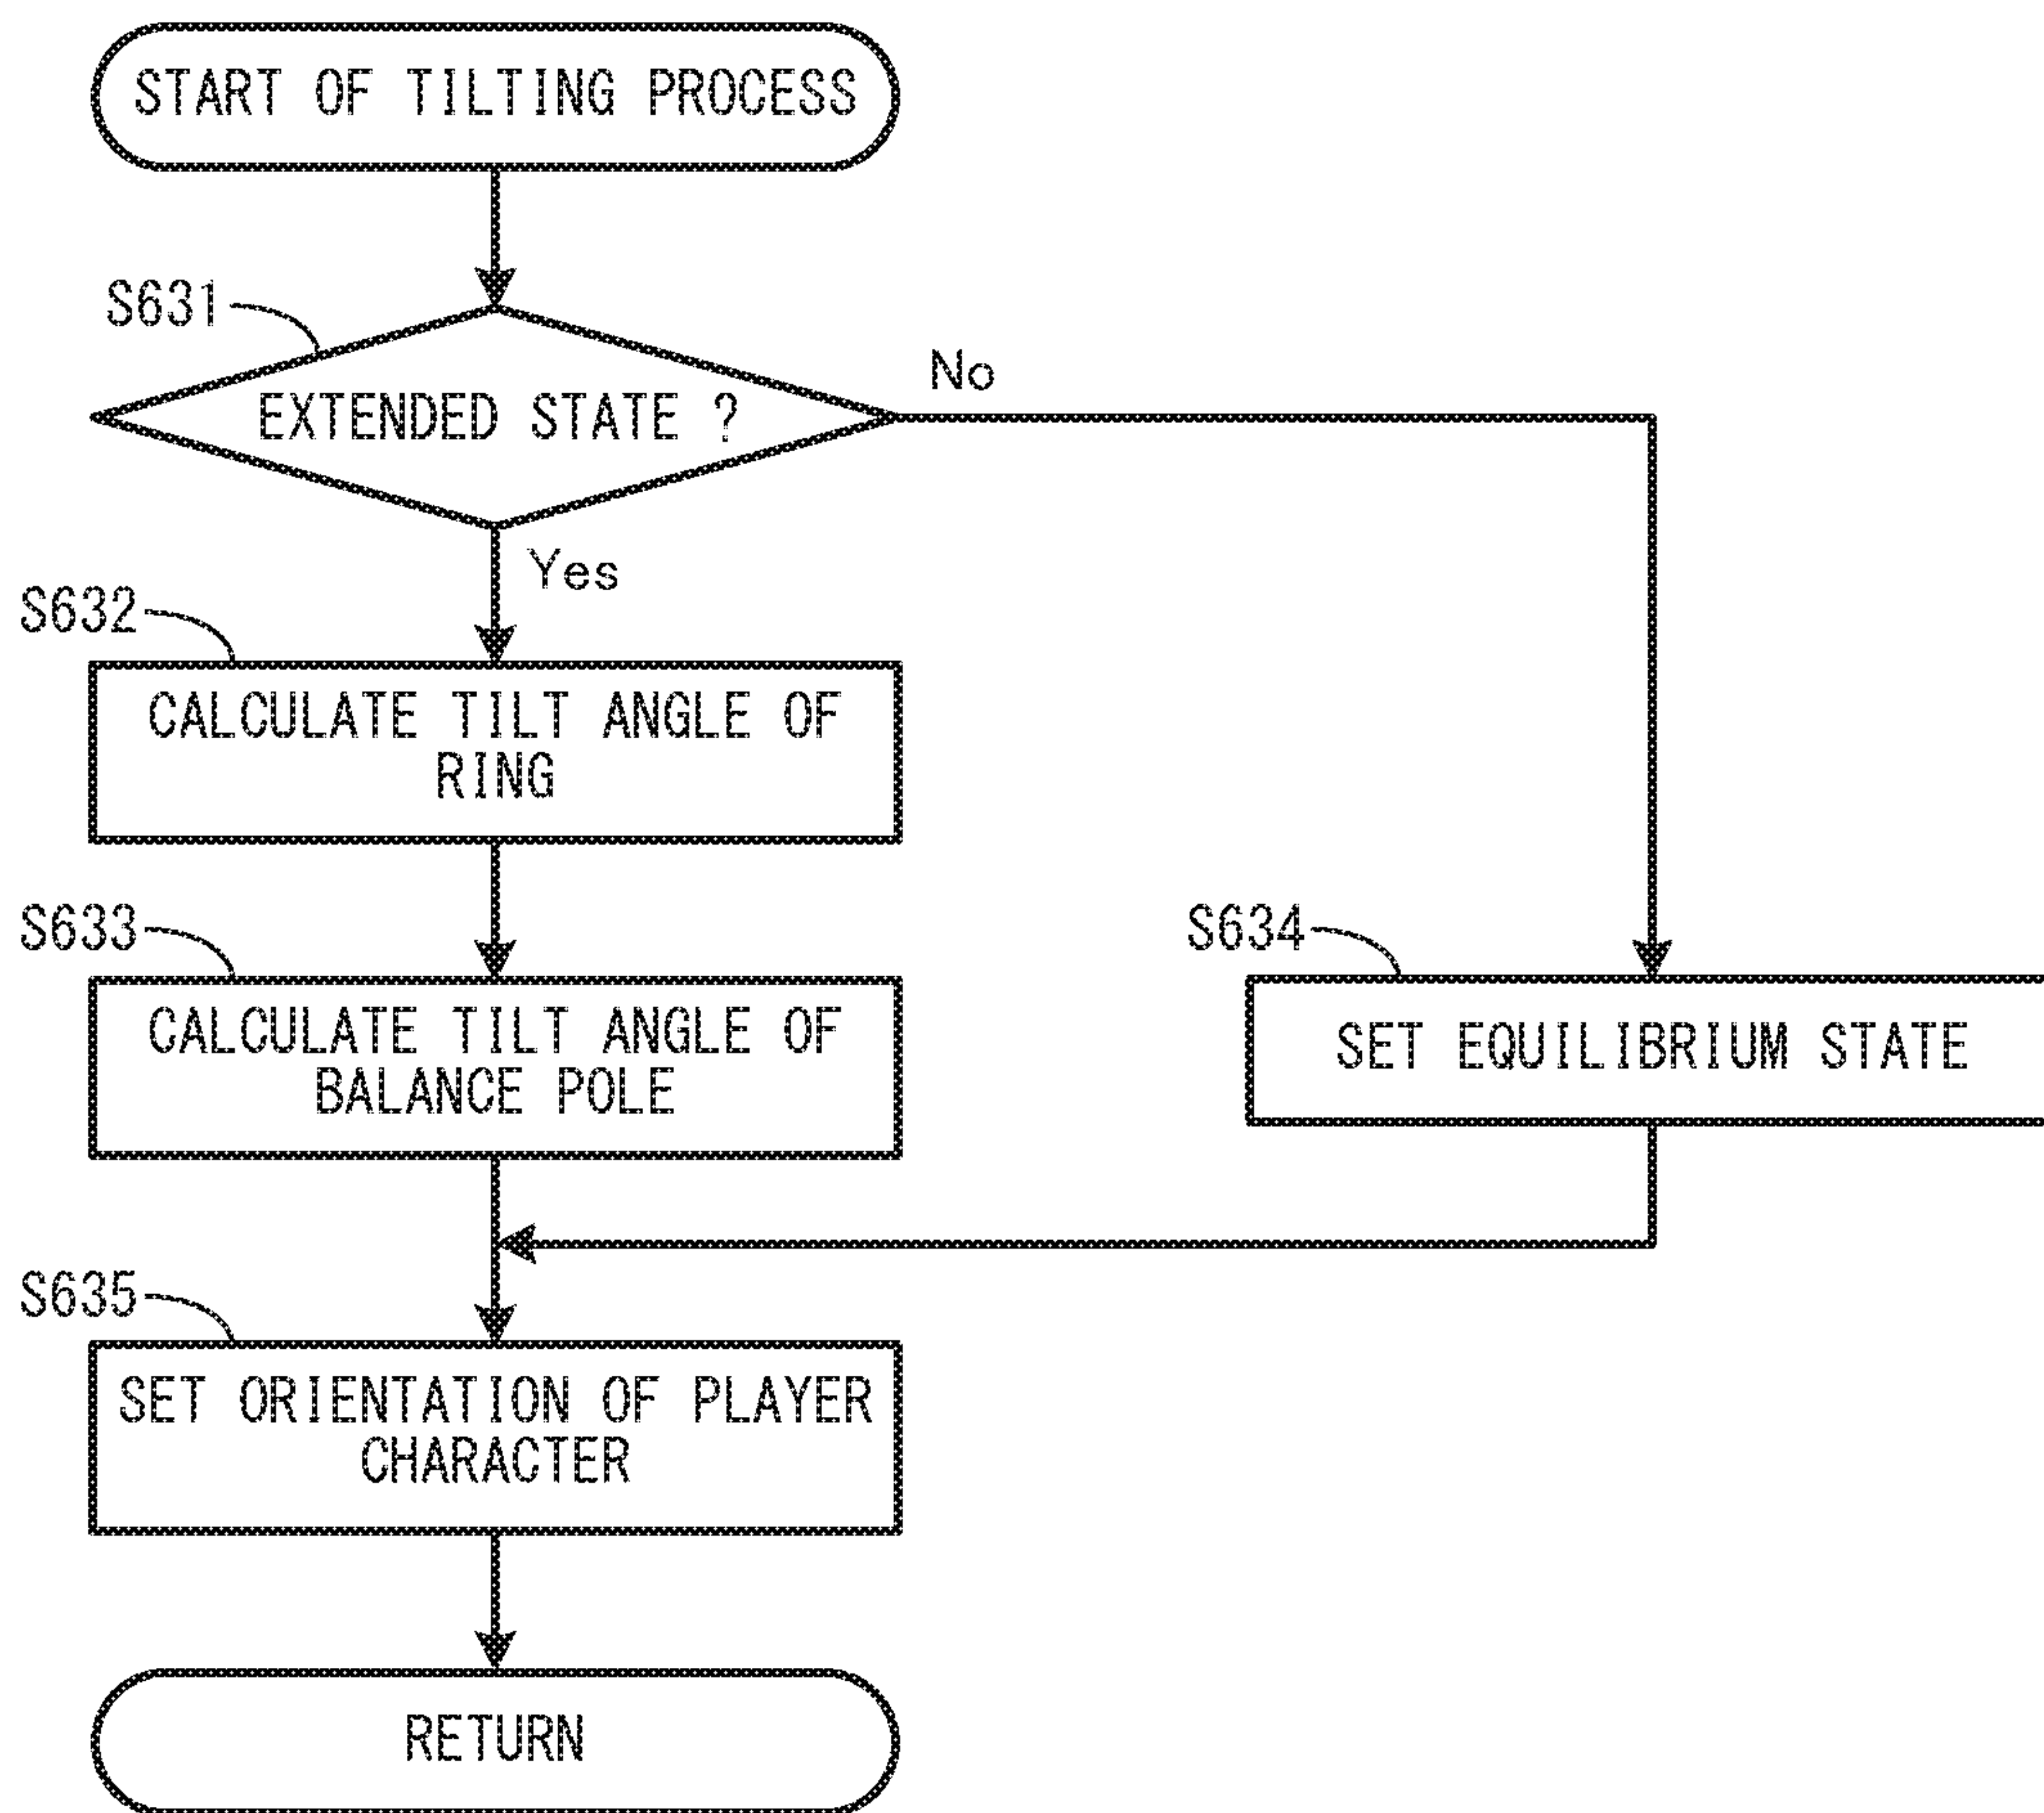 START OF TILTING PROCESS
S631
EXTENDED STATE ?
No
Yes
S632
CALCULATE TILT ANGLE OF
RING
S633
CALCULATE TILT ANGLE OF
BALANCE POLE
S634
SET EQUILIBRIUM STATE
S635
SET ORIENTATION OF PLAYER
CHARACTER
RETURN